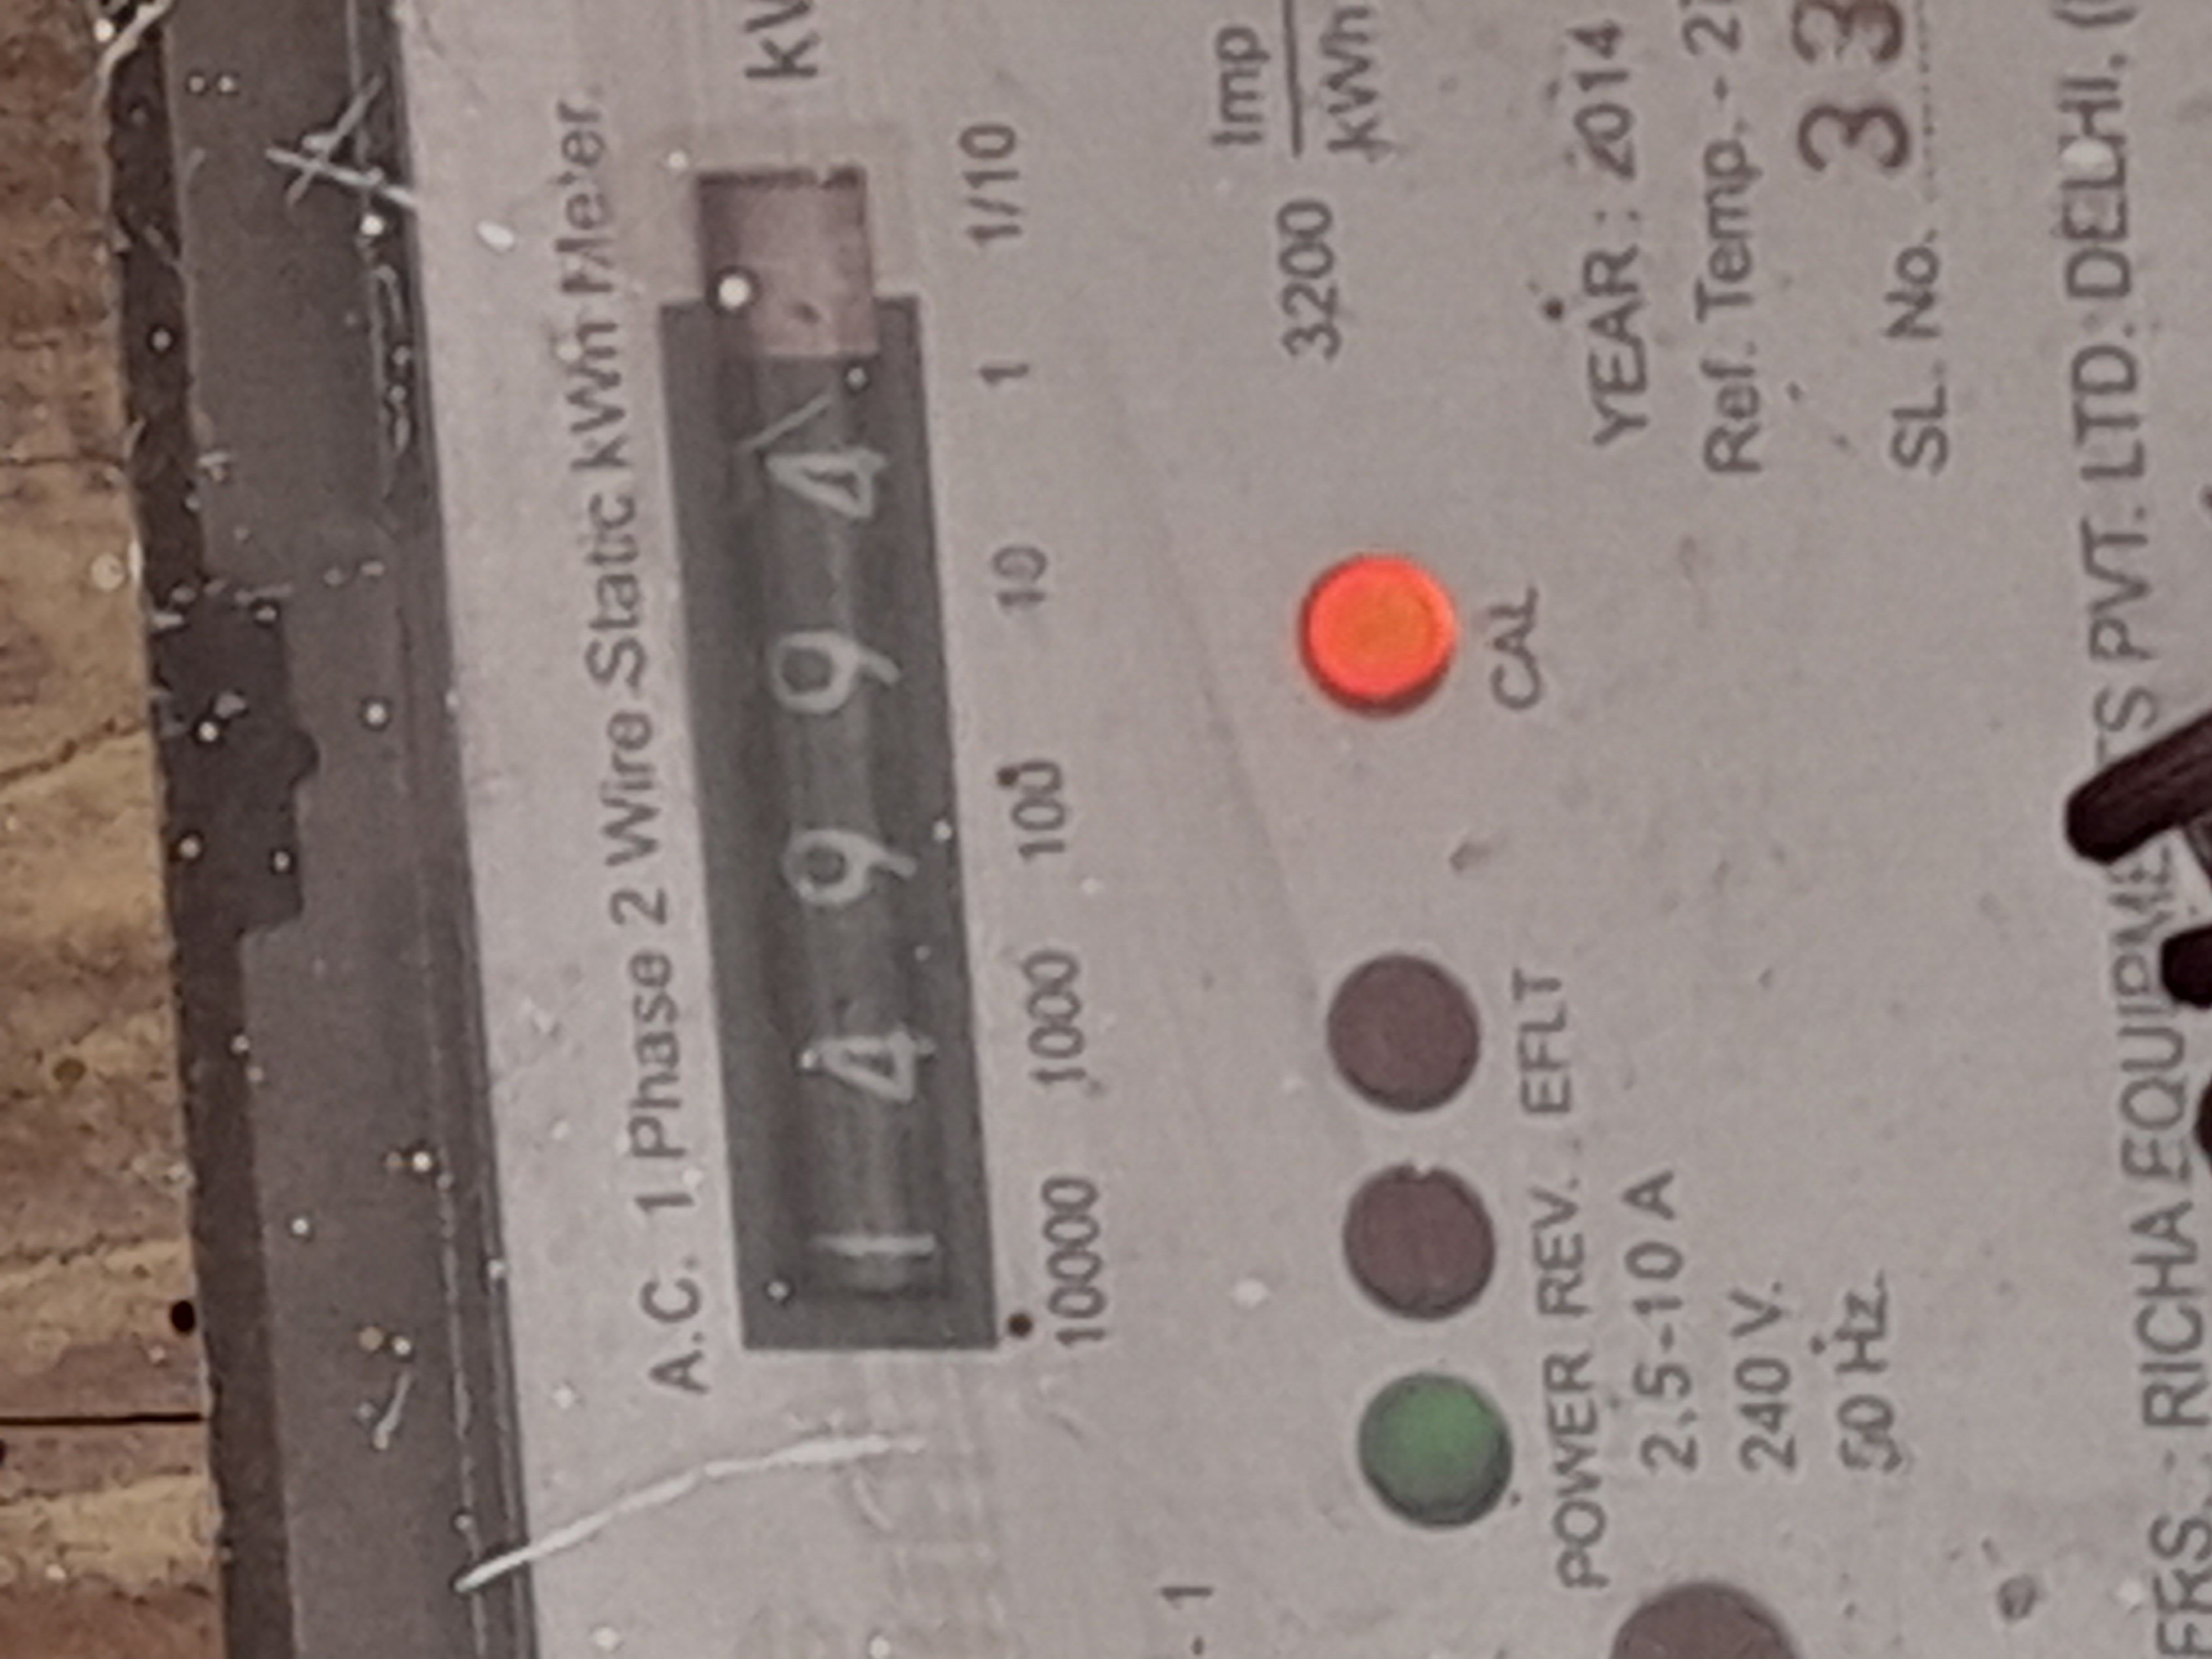 A.C. 1 Phase 2 Wire Static kWh Meter.
1 4 9 9 4
10000 1000 100 10 1 1/10
- 1
3200 Imp/kWh
CAL
POWER REV. EFLT
2.5-10 A
240 V.
50 Hz.
YEAR : 2014
Ref. Temp.-
SL. No. 33
RICHA EQUIPMENTS PVT. LTD. DELHI.